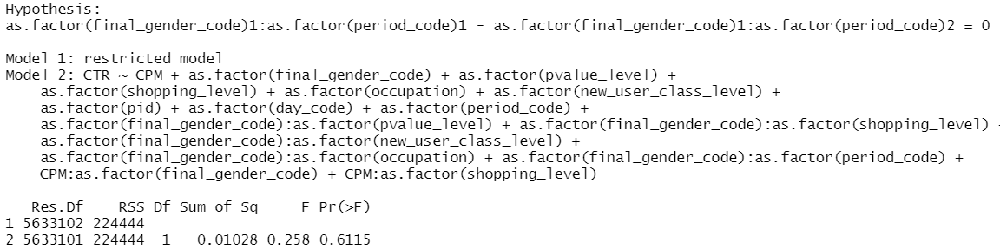 Hypothesis:
as.factor(final_gender_code)1:as.factor(period_code)1 - as.factor(final_gender_code)1:as.factor(period_code)2 = 0
Model 1: restricted model
Model 2: CTR ~ CPM + as.factor(final_gender_code) + as.factor(pvalue_level) +
as.factor(shopping_level) + as.factor(occupation) + as.factor(new_user_class_level) +
as.factor(pid) + as.factor(day_code) + as.factor(period_code) +
as.factor(final_gender_code):as.factor(pvalue_level) + as.factor(final_gender_code):as.factor(shopping_level) +
as.factor(final_gender_code):as.factor(new_user_class_level) +
as.factor(final_gender_code):as.factor(occupation) + as.factor(final_gender_code):as.factor(period_code) +
CPM:as.factor(final_gender_code) + CPM:as.factor(shopping_level)
Res.Df RSS Df Sum of Sq F Pr(>F)
1 5633102 224444
2 5633101 224444 1 0.01028 0.258 0.6115